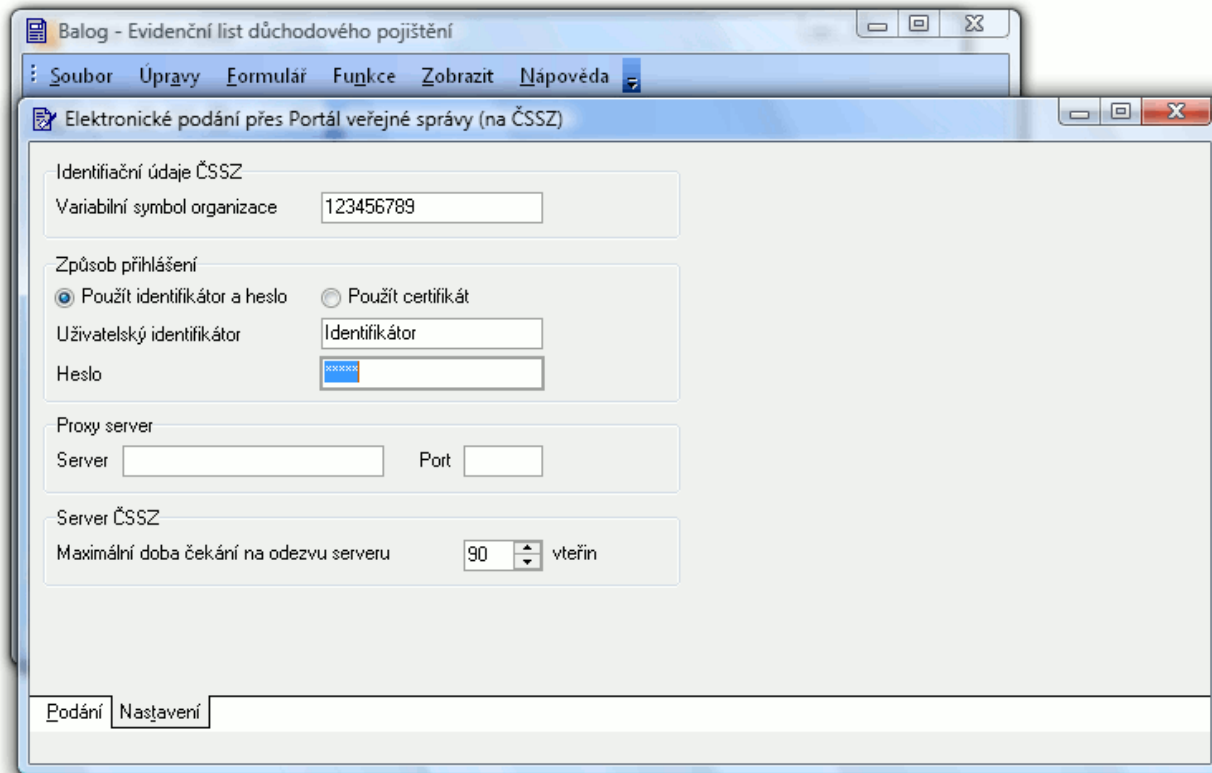 Balog - Evidenční list důchodového pojištění
Soubor Úpravy Formulář Funkce Zobrazit Nápověda
Elektronické podání přes Portál veřejné správy (na ČSSZ)
Identifiační údaje ČSSZ
Variabilní symbol organizace 123456789
Způsob přihlášení
Použít identifikátor a heslo Použít certifikát
Uživatelský identifikátor Identifikátor
Heslo *****
Proxy server
Server Port
Server ČSSZ
Maximální doba čekání na odezvu serveru 90 vteřin
Podání Nastavení